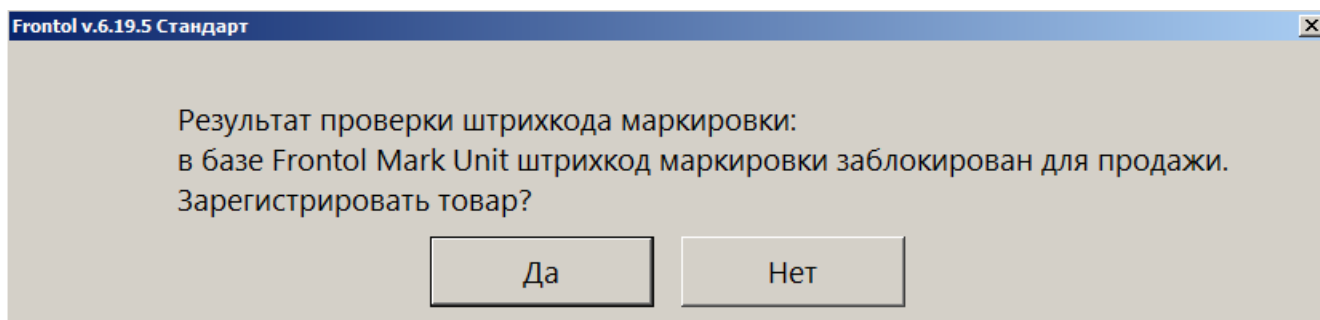 Frontol v.6.19.5 Стандарт
Результат проверки штрихкода маркировки:
в базе Frontol Mark Unit штрихкод маркировки заблокирован для продажи.
Зарегистрировать товар?
Да Нет